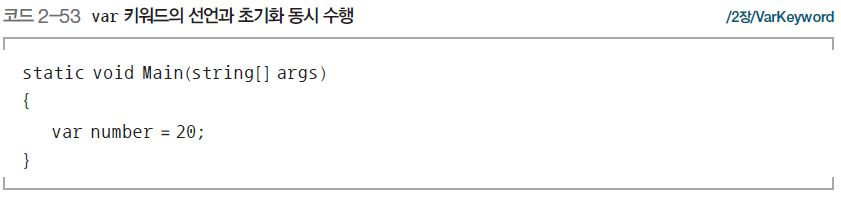 코드 2-53 var 키워드의 선언과 초기화 동시 수행 /2장/VarKeyword
static void Main(string[] args)
{
var number = 20;
}